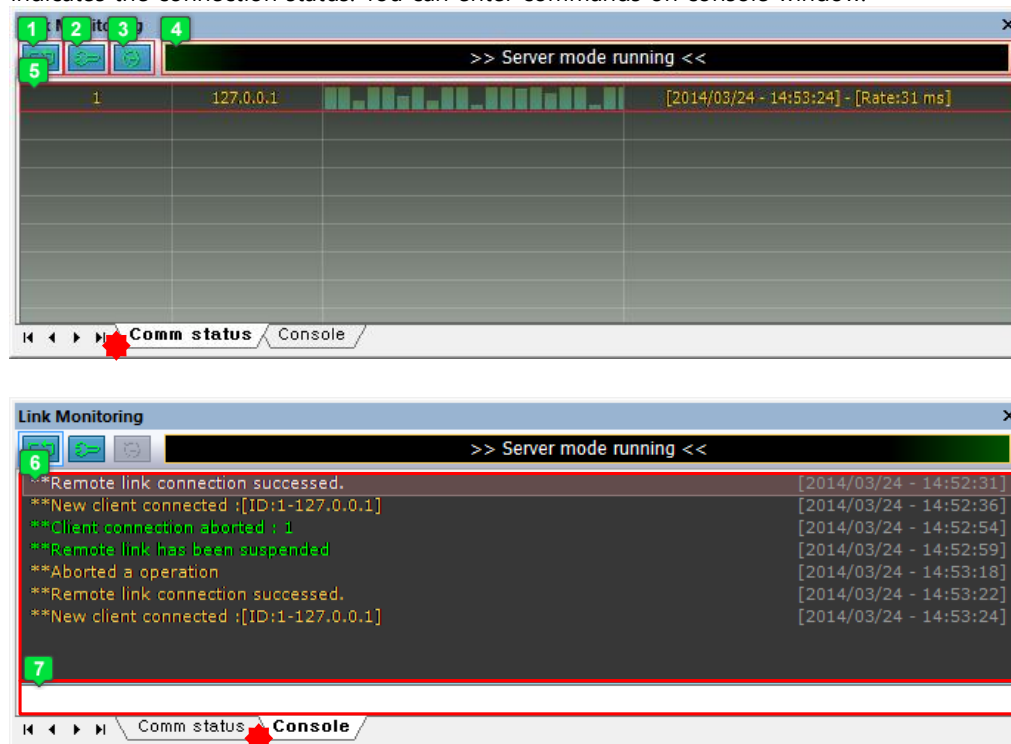 indicates the connection status. You can enter commands on console window.
1 2 3 4
>> Server mode running <<
5
1 127.0.0.1 [2014/03/24 - 14:53:24] - [Rate:31 ms]
Comm status Console
Link Monitoring
>> Server mode running <<
6
**Remote link connection successed. [2014/03/24 - 14:52:31]
**New client connected :[ID:1-127.0.0.1] [2014/03/24 - 14:52:36]
**Client connection aborted : 1 [2014/03/24 - 14:52:54]
**Remote link has been suspended [2014/03/24 - 14:52:59]
**Aborted a operation [2014/03/24 - 14:53:18]
**Remote link connection successed. [2014/03/24 - 14:53:22]
**New client connected :[ID:1-127.0.0.1] [2014/03/24 - 14:53:24]
7
Comm status Console